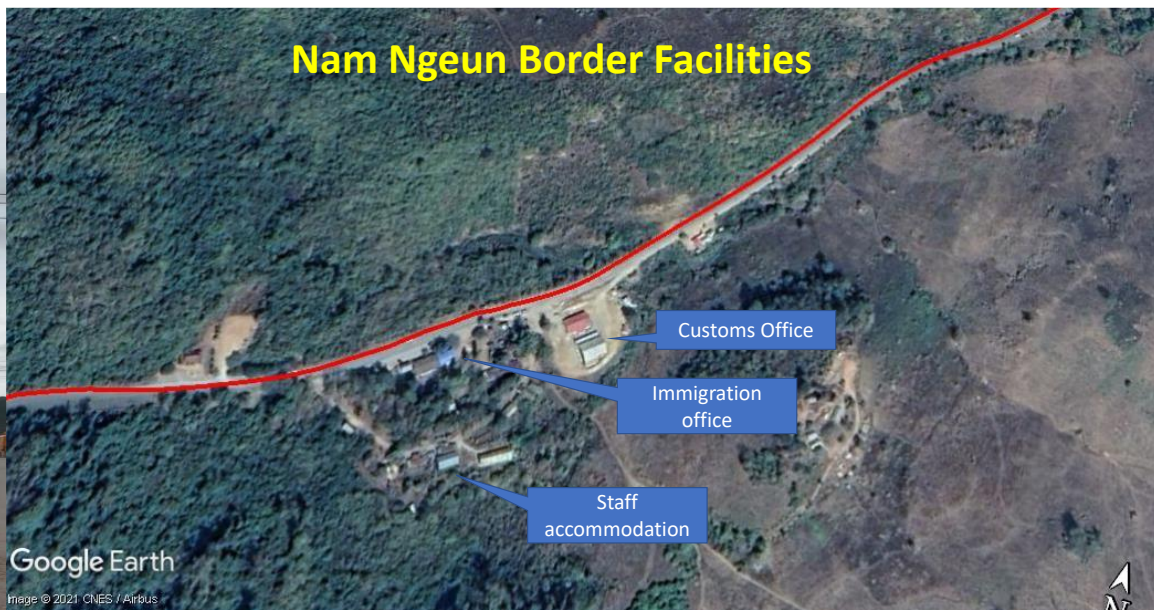 Nam Ngeun Border Facilities
Customs Office
Immigration
office
Staff
accommodation
Google Earth
Image © 2021 CNES / Airbus
N